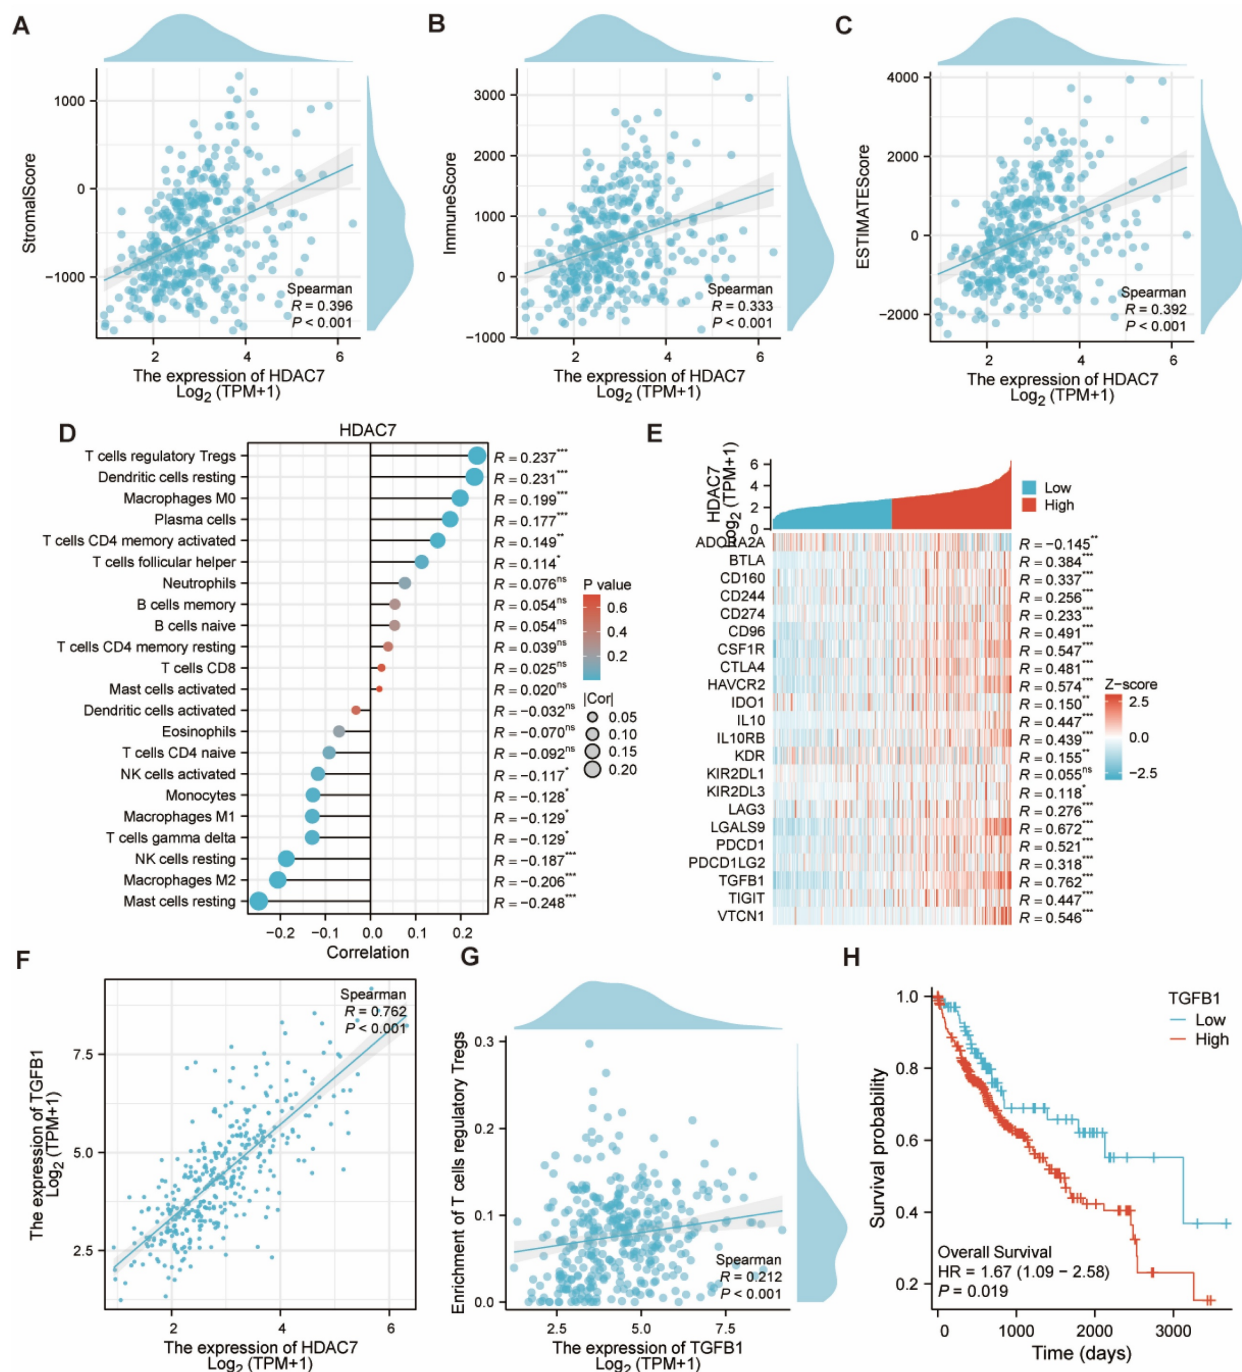 A
B
C
1000
0
−1000
StromalScore
Spearman
R = 0.396
P < 0.001
2
4
6
The expression of HDAC7
Log2 (TPM+1)
3000
2000
1000
0
−1000
ImmuneScore
Spearman
R = 0.333
P < 0.001
2
4
6
The expression of HDAC7
Log2 (TPM+1)
4000
2000
0
−2000
ESTIMATEScore
Spearman
R = 0.392
P < 0.001
2
4
6
The expression of HDAC7
Log2 (TPM+1)
D
HDAC7
T cells regulatory Tregs R = 0.237***
Dendritic cells resting R = 0.231***
Macrophages M0 R = 0.199***
Plasma cells R = 0.177***
T cells CD4 memory activated R = 0.149**
T cells follicular helper R = 0.114*
Neutrophils R = 0.076ns
B cells memory R = 0.054ns
B cells naive R = 0.054ns
T cells CD4 memory resting R = 0.039ns
T cells CD8 R = 0.025ns
Mast cells activated R = 0.020ns
Dendritic cells activated R = −0.032ns
Eosinophils R = −0.070ns
T cells CD4 naive R = −0.092ns
NK cells activated R = −0.117*
Monocytes R = −0.128*
Macrophages M1 R = −0.129*
T cells gamma delta R = −0.129*
NK cells resting R = −0.187***
Macrophages M2 R = −0.206***
Mast cells resting R = −0.248***
−0.2 −0.1 0.0 0.1 0.2
Correlation
P value
0.6
0.4
0.2
|Cor|
0.05
0.10
0.15
0.20
E
HDAC7
Log2 (TPM+1)
6
4
2
0
Low
High
ADORA2A R = −0.145**
BTLA R = 0.384***
CD160 R = 0.337***
CD244 R = 0.256***
CD274 R = 0.233***
CD96 R = 0.491***
CSF1R R = 0.547***
CTLA4 R = 0.481***
HAVCR2 R = 0.574***
IDO1 R = 0.150**
IL10 R = 0.447***
IL10RB R = 0.439***
KDR R = 0.155**
KIR2DL1 R = 0.055ns
KIR2DL3 R = 0.118*
LAG3 R = 0.276***
LGALS9 R = 0.672***
PDCD1 R = 0.521***
PDCD1LG2 R = 0.318***
TGFB1 R = 0.762***
TIGIT R = 0.447***
VTCN1 R = 0.546***
Z−score
2.5
0.0
−2.5
F
Spearman
R = 0.762
P < 0.001
7.5
5.0
2.5
The expression of TGFB1
Log2 (TPM+1)
2
4
6
The expression of HDAC7
Log2 (TPM+1)
G
0.3
0.2
0.1
0.0
Enrichment of T cells regulatory Tregs
Spearman
R = 0.212
P < 0.001
2.5
5.0
7.5
The expression of TGFB1
Log2 (TPM+1)
H
TGFB1
Low
High
1.0
0.8
0.6
0.4
0.2
Survival probability
Overall Survival
HR = 1.67 (1.09 − 2.58)
P = 0.019
0
1000
2000
3000
Time (days)